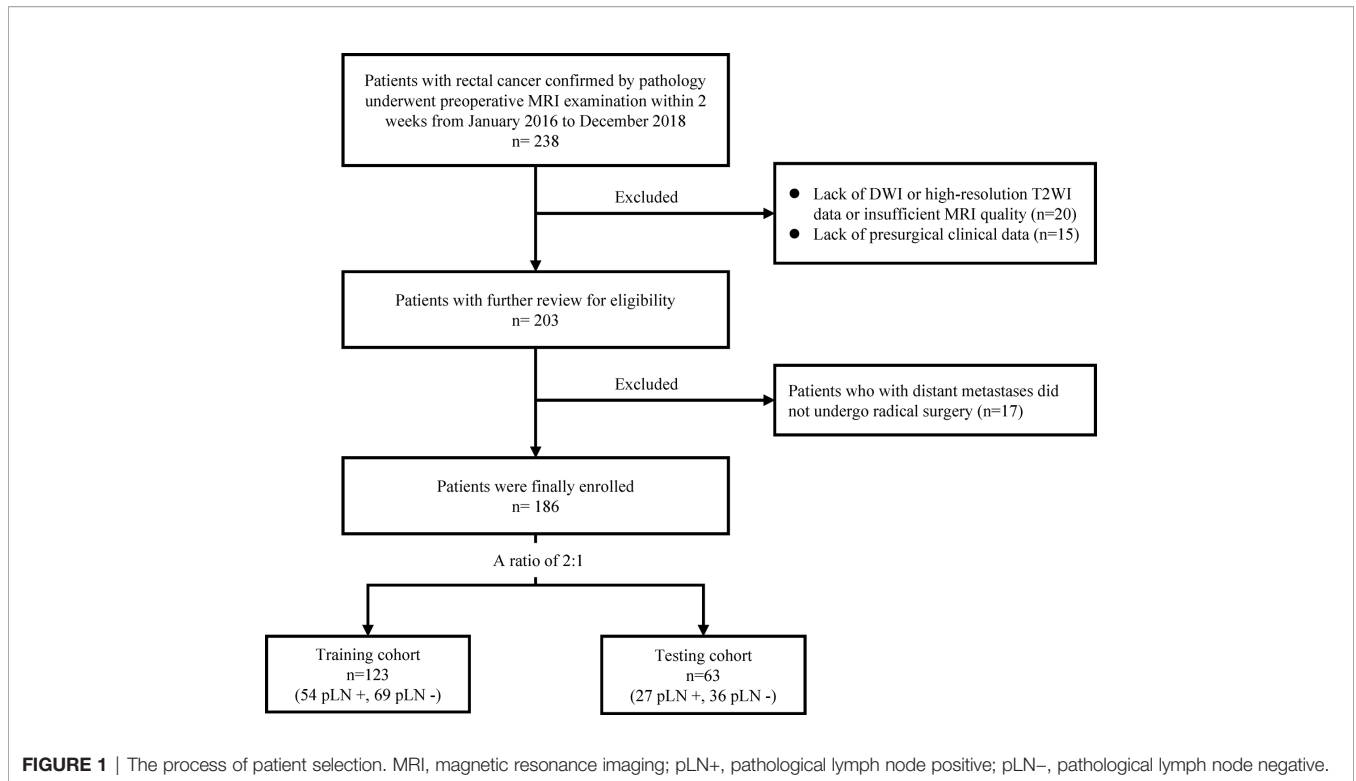 Patients with rectal cancer confirmed by pathology
underwent preoperative MRI examination within 2
weeks from January 2016 to December 2018
n= 238
Excluded
● Lack of DWI or high-resolution T2WI
data or insufficient MRI quality (n=20)
● Lack of presurgical clinical data (n=15)
Patients with further review for eligibility
n= 203
Excluded
Patients who with distant metastases did
not undergo radical surgery (n=17)
Patients were finally enrolled
n= 186
A ratio of 2:1
Training cohort
n=123
(54 pLN +, 69 pLN -)
Testing cohort
n=63
(27 pLN +, 36 pLN -)
FIGURE 1 | The process of patient selection. MRI, magnetic resonance imaging; pLN+, pathological lymph node positive; pLN−, pathological lymph node negative.